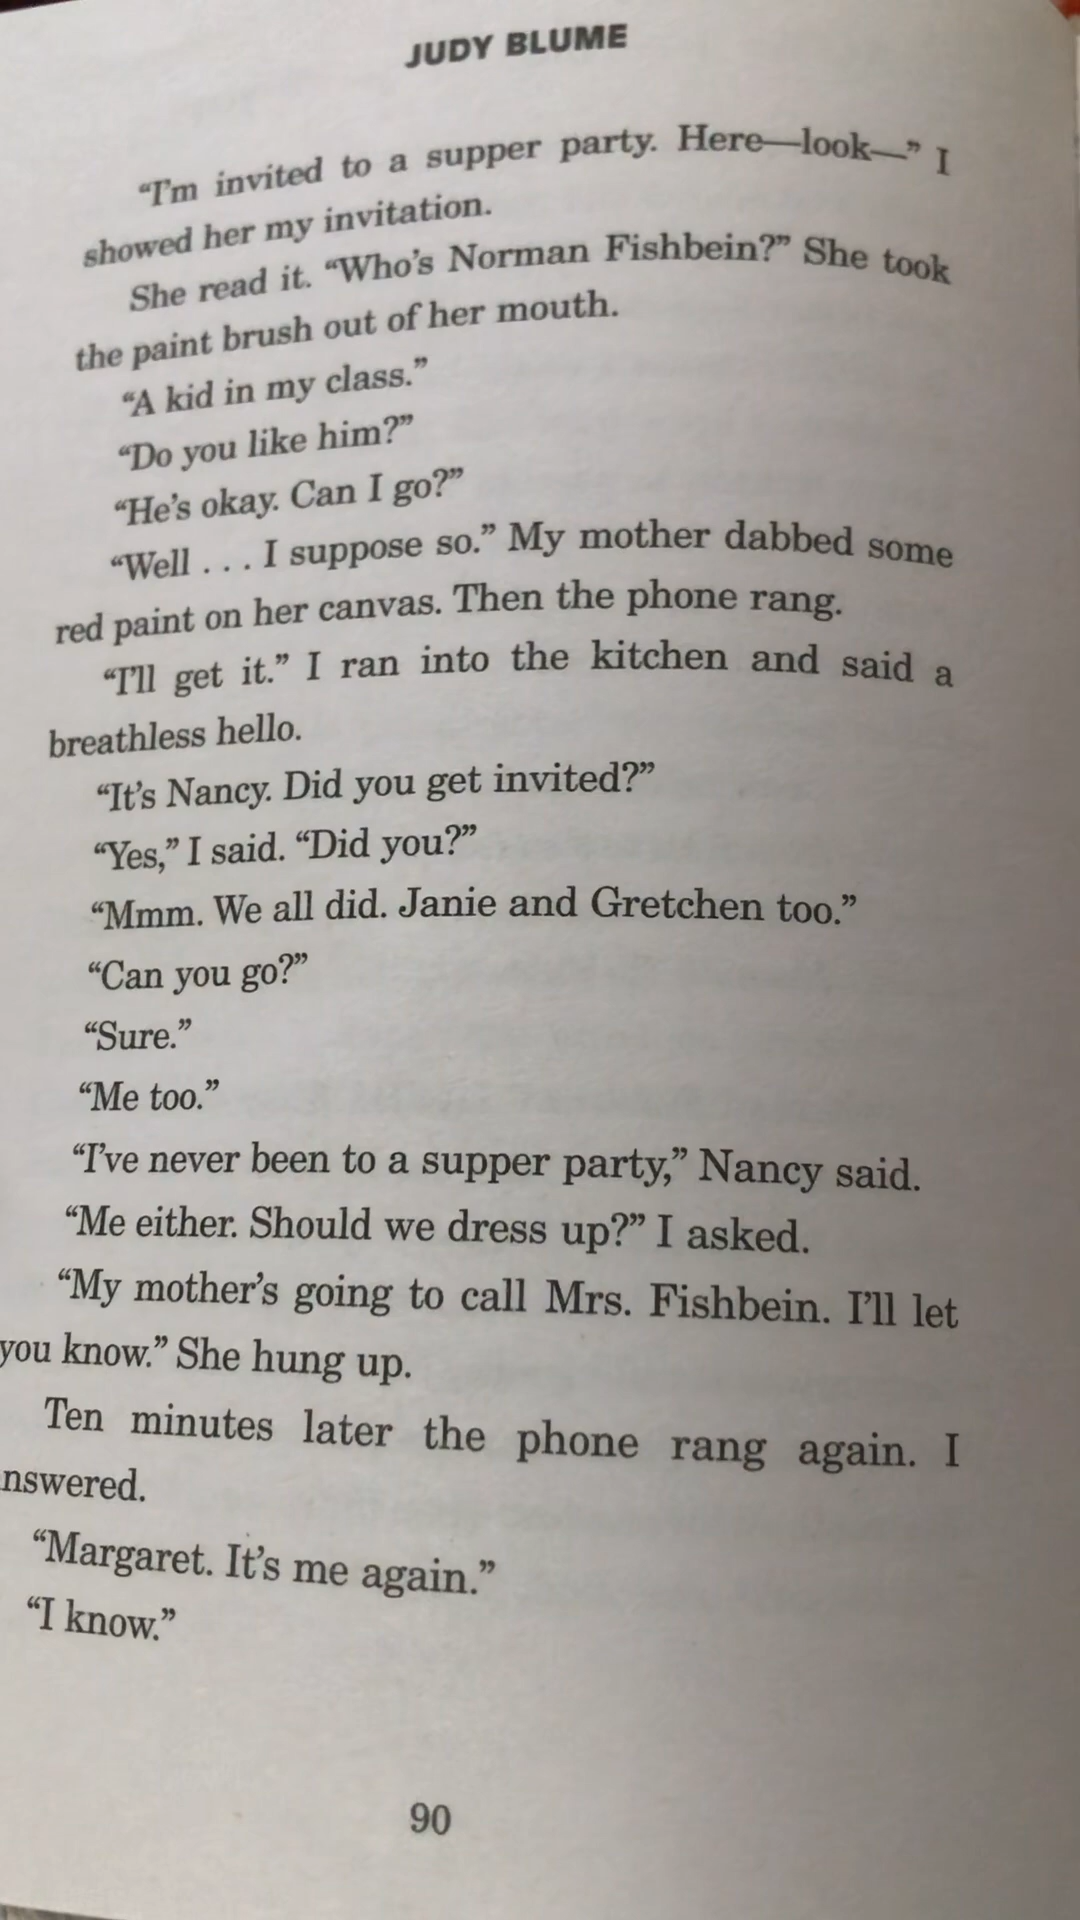 JUDY BLUME
“I’m invited to a supper party. Here—look—” I
showed her my invitation.
She read it. “Who’s Norman Fishbein?” She took
the paint brush out of her mouth.
“A kid in my class.”
“Do you like him?”
“He’s okay. Can I go?”
“Well . . . I suppose so.” My mother dabbed some
red paint on her canvas. Then the phone rang.
“I’ll get it.” I ran into the kitchen and said a
breathless hello.
“It’s Nancy. Did you get invited?”
“Yes,” I said. “Did you?”
“Mmm. We all did. Janie and Gretchen too.”
“Can you go?”
“Sure.”
“Me too.”
“I’ve never been to a supper party,” Nancy said.
“Me either. Should we dress up?” I asked.
“My mother’s going to call Mrs. Fishbein. I’ll let
you know.” She hung up.
Ten minutes later the phone rang again. I
nswered.
“Margaret. It’s me again.”
“I know.”
90